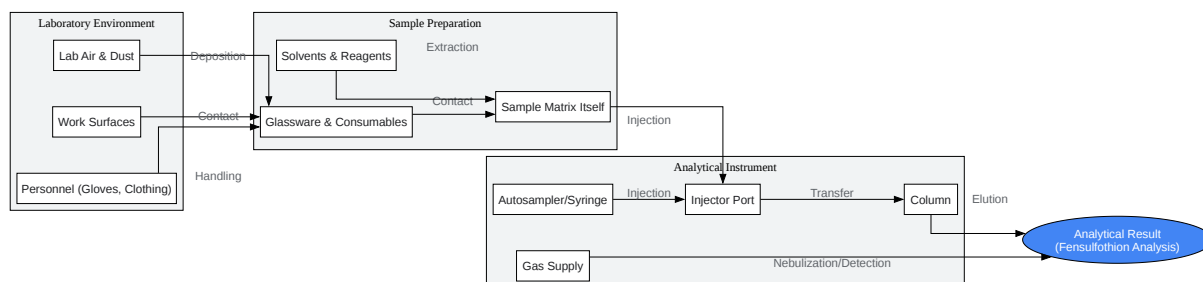 Laboratory Environment
Sample Preparation
Lab Air & Dust
Deposition
Solvents & Reagents
Extraction
Work Surfaces
Contact
Glassware & Consumables
Contact
Sample Matrix Itself
Injection
Personnel (Gloves, Clothing)
Handling
Analytical Instrument
Autosampler/Syringe
Injection
Injector Port
Transfer
Column
Elution
Gas Supply
Nebulization/Detection
Analytical Result
(Fensulfothion Analysis)